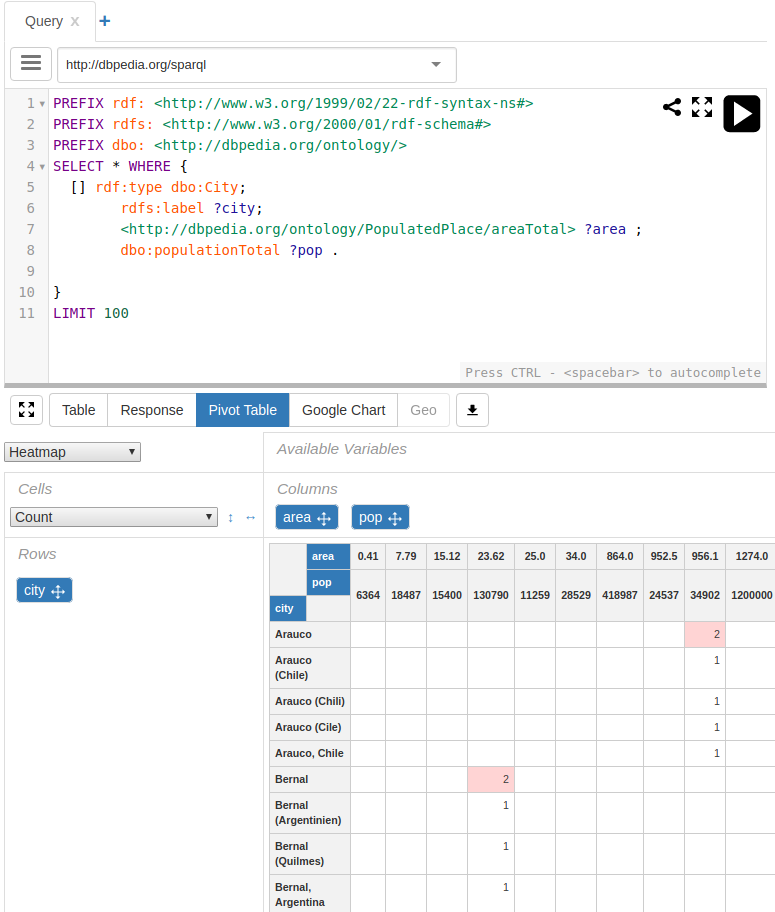 Query X +
http://dbpedia.org/sparql
1 PREFIX rdf: <http://www.w3.org/1999/02/22-rdf-syntax-ns#>
2 PREFIX rdfs: <http://www.w3.org/2000/01/rdf-schema#>
3 PREFIX dbo: <http://dbpedia.org/ontology/>
4 SELECT * WHERE {
5 [] rdf:type dbo:City;
6 rdfs:label ?city;
7 <http://dbpedia.org/ontology/PopulatedPlace/areaTotal> ?area ;
8 dbo:populationTotal ?pop .
9
10 }
11 LIMIT 100
Press CTRL - <spacebar> to autocomplete
Table Response Pivot Table Google Chart Geo
Heatmap Available Variables
Cells Columns
Count ↕ ↔ area pop
Rows
city
area 0.41 7.79 15.12 23.62 25.0 34.0 864.0 952.5 956.1 1274.0
pop 6364 18487 15400 130790 11259 28529 418987 24537 34902 1200000
city
Arauco 2
Arauco
(Chile) 1
Arauco (Chili) 1
Arauco (Cile) 1
Arauco, Chile 1
Bernal 2
Bernal
(Argentinien) 1
Bernal
(Quilmes) 1
Bernal,
Argentina 1